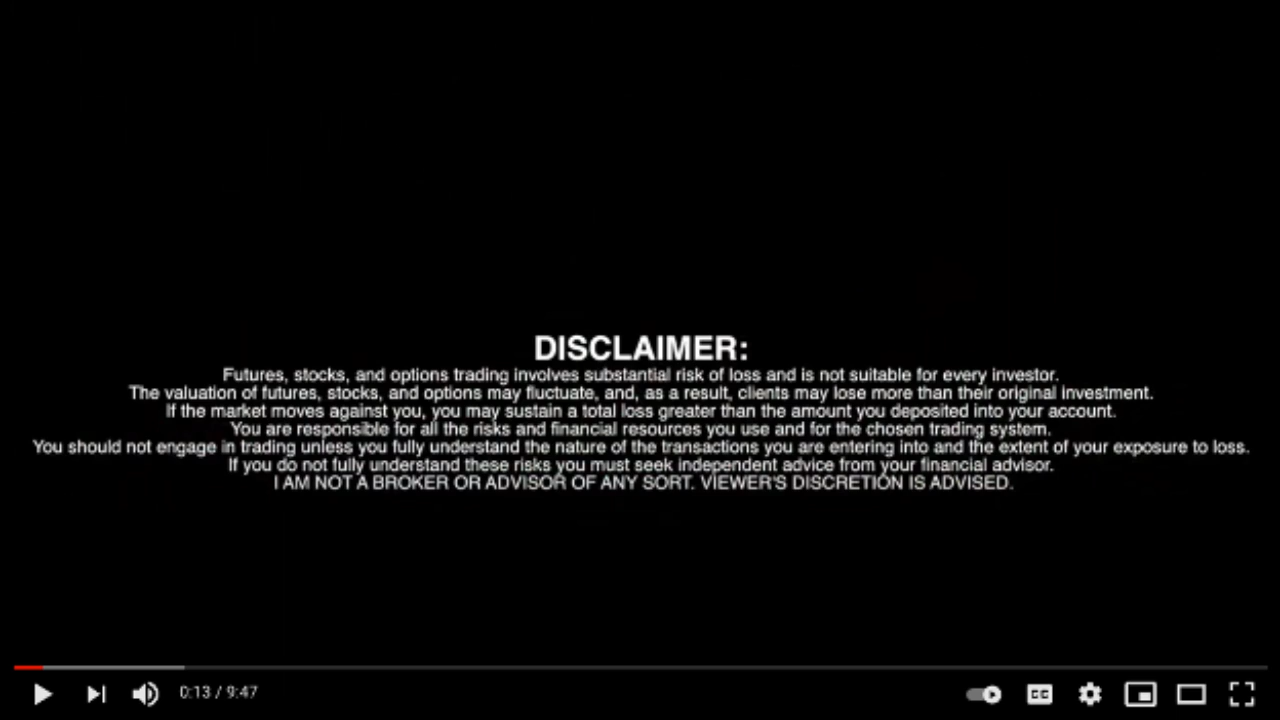 DISCLAIMER:
Futures, stocks, and options trading involves substantial risk of loss and is not suitable for every investor.
The valuation of futures, stocks, and options may fluctuate, and, as a result, clients may lose more than their original investment.
If the market moves against you, you may sustain a total loss greater than the amount you deposited into your account.
You are responsible for all the risks and financial resources you use and for the chosen trading system.
You should not engage in trading unless you fully understand the nature of the transactions you are entering into and the extent of your exposure to loss.
If you do not fully understand these risks you must seek independent advice from your financial advisor.
I AM NOT A BROKER OR ADVISOR OF ANY SORT. VIEWER'S DISCRETION IS ADVISED.
0:13 / 9:47
CC